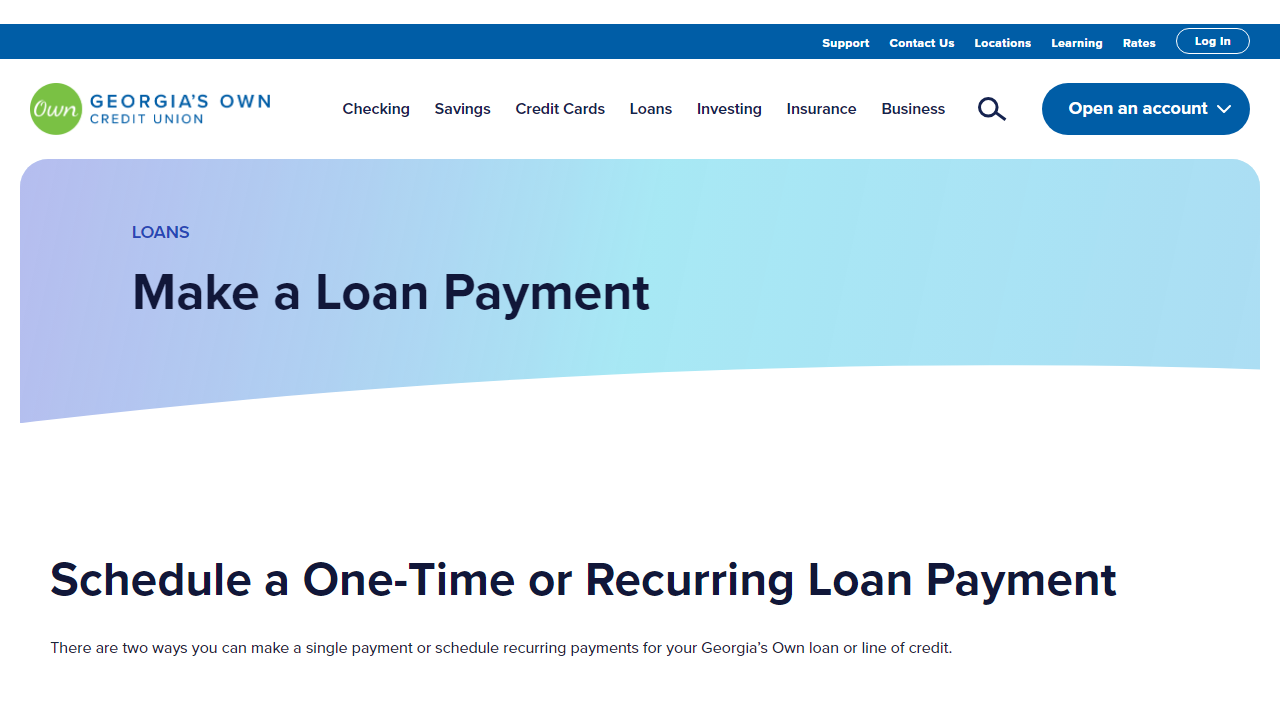 Support Contact Us Locations Learning Rates Log In
Own GEORGIA'S OWN
CREDIT UNION
Checking Savings Credit Cards Loans Investing Insurance Business Open an account
LOANS
Make a Loan Payment
Schedule a One-Time or Recurring Loan Payment
There are two ways you can make a single payment or schedule recurring payments for your Georgia’s Own loan or line of credit.